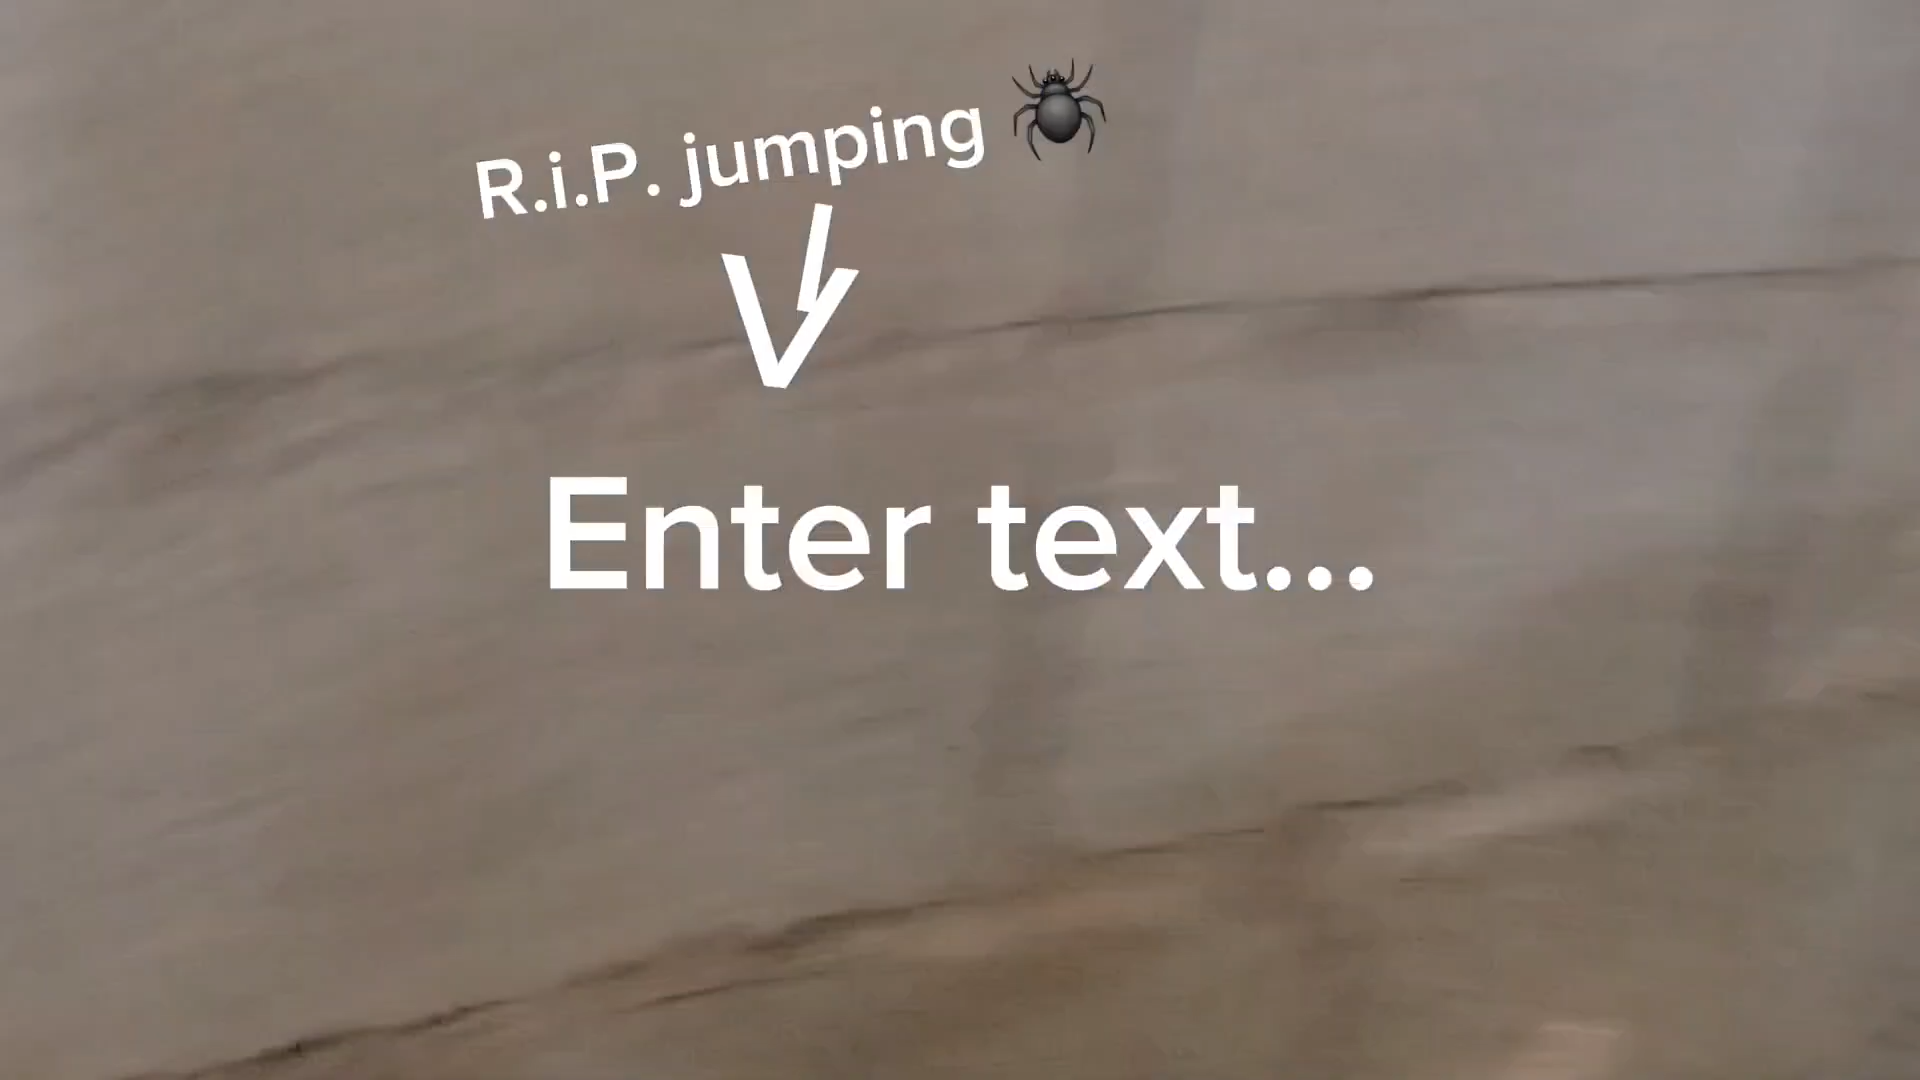 R.i.P. jumping 🕷
V
Enter text...